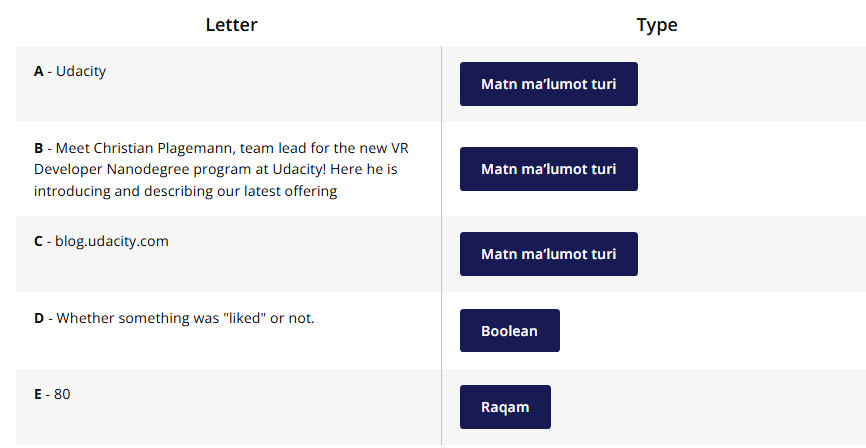 Letter Type
A - Udacity
Matn ma’lumot turi
B - Meet Christian Plagemann, team lead for the new VR
Developer Nanodegree program at Udacity! Here he is
introducing and describing our latest offering
Matn ma’lumot turi
C - blog.udacity.com
Matn ma’lumot turi
D - Whether something was "liked" or not.
Boolean
E - 80
Raqam